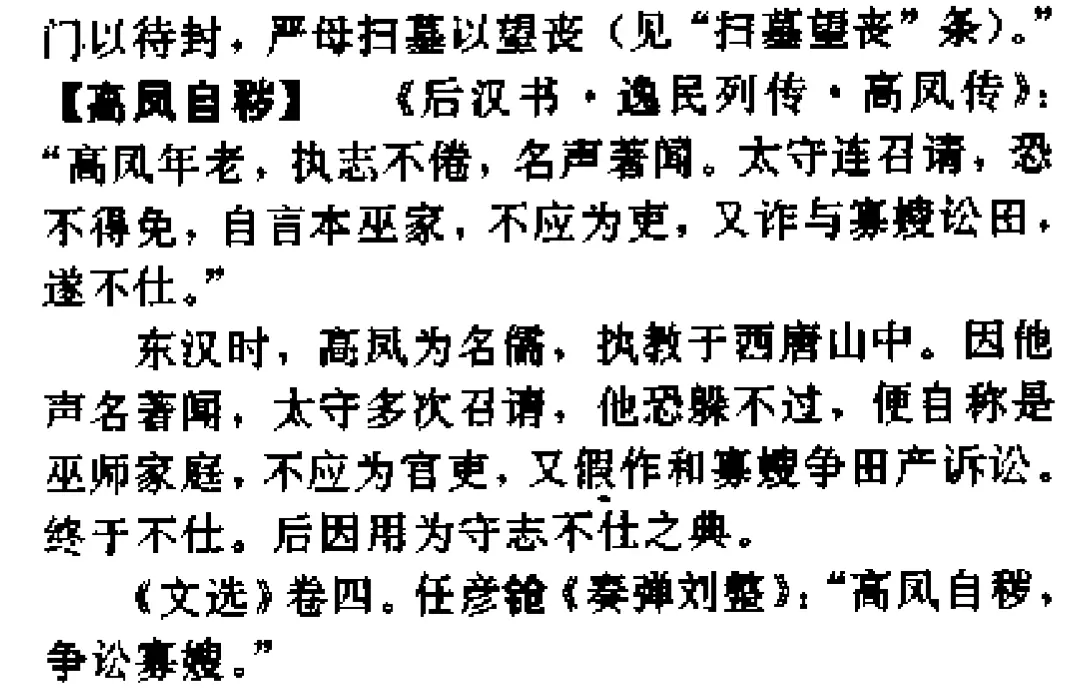 门以待封，严母扫墓以望丧（见“扫墓望丧”条）。”
【高凤自秽】　《后汉书·逸民列传·高凤传》：
“高凤年老，执志不倦，名声著闻。太守连召请，恐
不得免，自言本巫家，不应为吏，又诈与寡嫂讼田，
遂不仕。”
东汉时，高凤为名儒，执教于西唐山中。因他
声名著闻，太守多次召请，他恐躲不过，便自称是
巫师家庭，不应为官吏，又假作和寡嫂争田产诉讼。
终于不仕。后因用为守志不仕之典。
《文选》卷四。任彦《奏弹刘整》：“高凤自秽，
争讼寡嫂。”